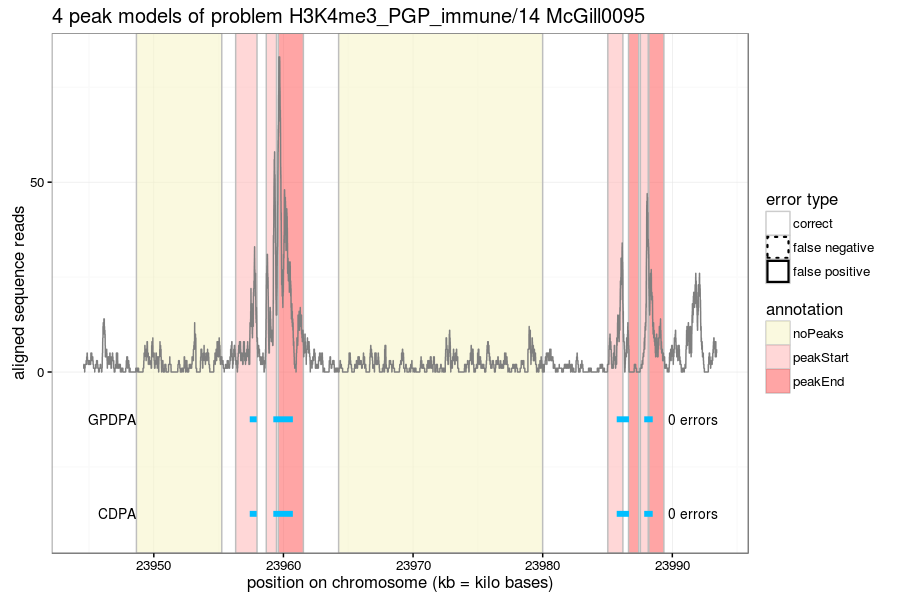 4 peak models of problem H3K4me3_PGP_immune/14 McGill0095
aligned sequence reads
50
0
GPDPA
0 errors
CDPA
0 errors
23950
23960
23970
23980
23990
position on chromosome (kb = kilo bases)
error type
correct
false negative
false positive
annotation
noPeaks
peakStart
peakEnd